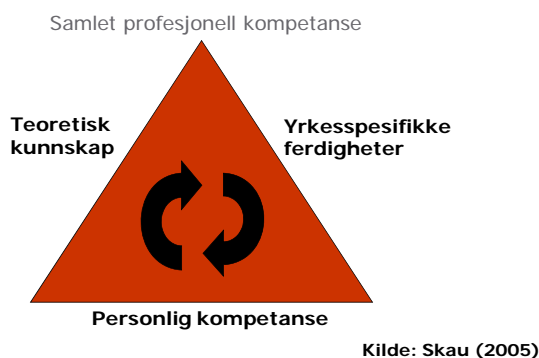 Samlet profesjonell kompetanse
Teoretisk
kunnskap
Yrkesspesifikke
ferdigheter
Personlig kompetanse
Kilde: Skau (2005)